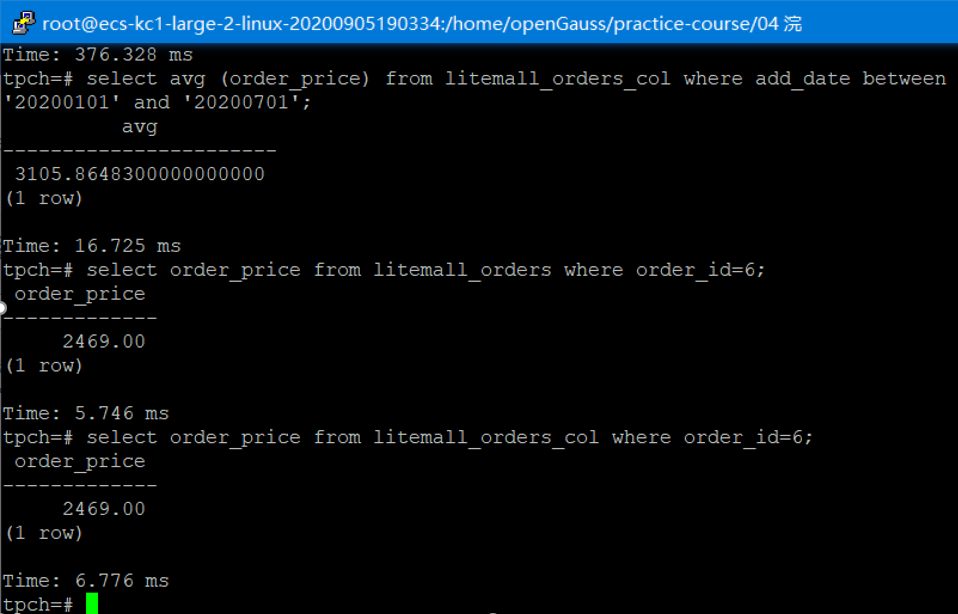 root@ecs-kc1-large-2-linux-20200905190334:/home/openGauss/practice-course/04 浣
Time: 376.328 ms
tpch=# select avg (order_price) from litemall_orders_col where add_date between
'20200101' and '20200701';
avg
-----------------------
3105.8648300000000000
(1 row)
Time: 16.725 ms
tpch=# select order_price from litemall_orders where order_id=6;
order_price
-------------
2469.00
(1 row)
Time: 5.746 ms
tpch=# select order_price from litemall_orders_col where order_id=6;
order_price
-------------
2469.00
(1 row)
Time: 6.776 ms
tpch=#